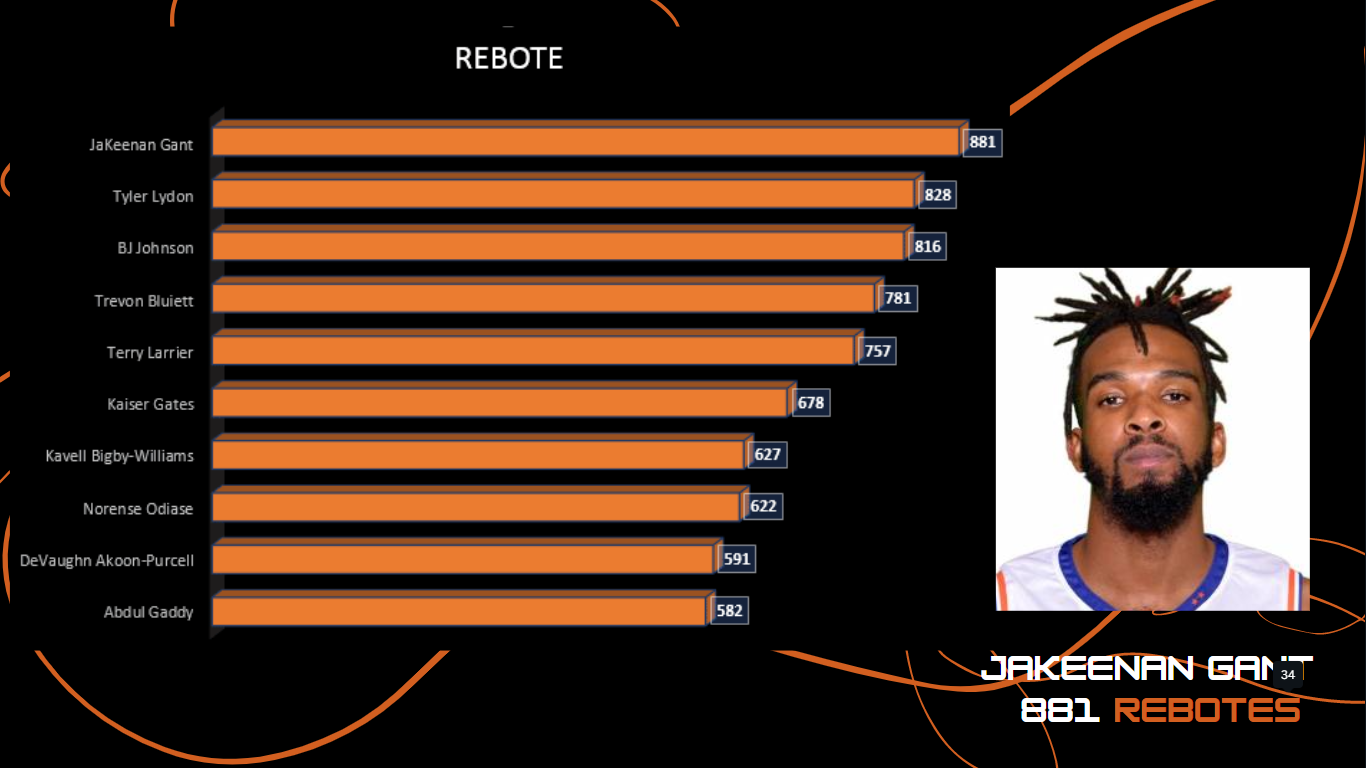 REBOTE
JaKeenan Gant 881
Tyler Lydon 828
BJ Johnson 816
Trevon Bluiett 781
Terry Larrier 757
Kaiser Gates 678
Kavell Bigby-Williams 627
Norense Odiase 622
DeVaughn Akoon-Purcell 591
Abdul Gaddy 582
JAKEENAN GANT
34
881 REBOTES